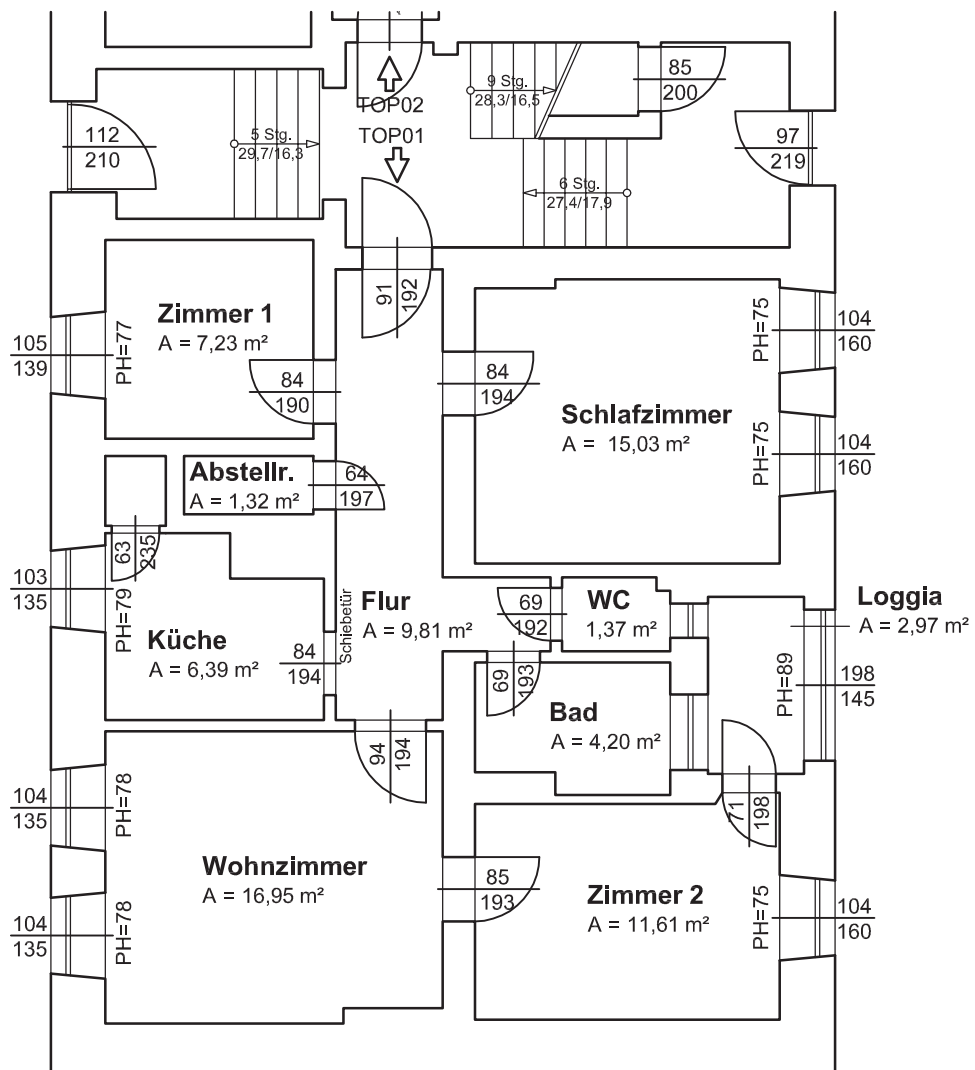 9 Stg.
28,3/16,5
85
200
TOP02
TOP01
112
210
5 Stg.
29,7/16,3
97
219
6 Stg.
27,4/17,9
91
192
Zimmer 1
A = 7,23 m²
PH=77
105
139
84
190
84
194
Schlafzimmer
A = 15,03 m²
PH=75
104
160
PH=75
104
160
Abstellr.
A = 1,32 m²
64
197
63
235
103
135
PH=79
Küche
A = 6,39 m²
84
194
Schiebetür
Flur
A = 9,81 m²
69
192
WC
1,37 m²
Loggia
A = 2,97 m²
PH=89
198
145
69
193
Bad
A = 4,20 m²
94
194
71
198
104
135
PH=78
Wohnzimmer
A = 16,95 m²
104
135
PH=78
85
193
Zimmer 2
A = 11,61 m²
PH=75
104
160